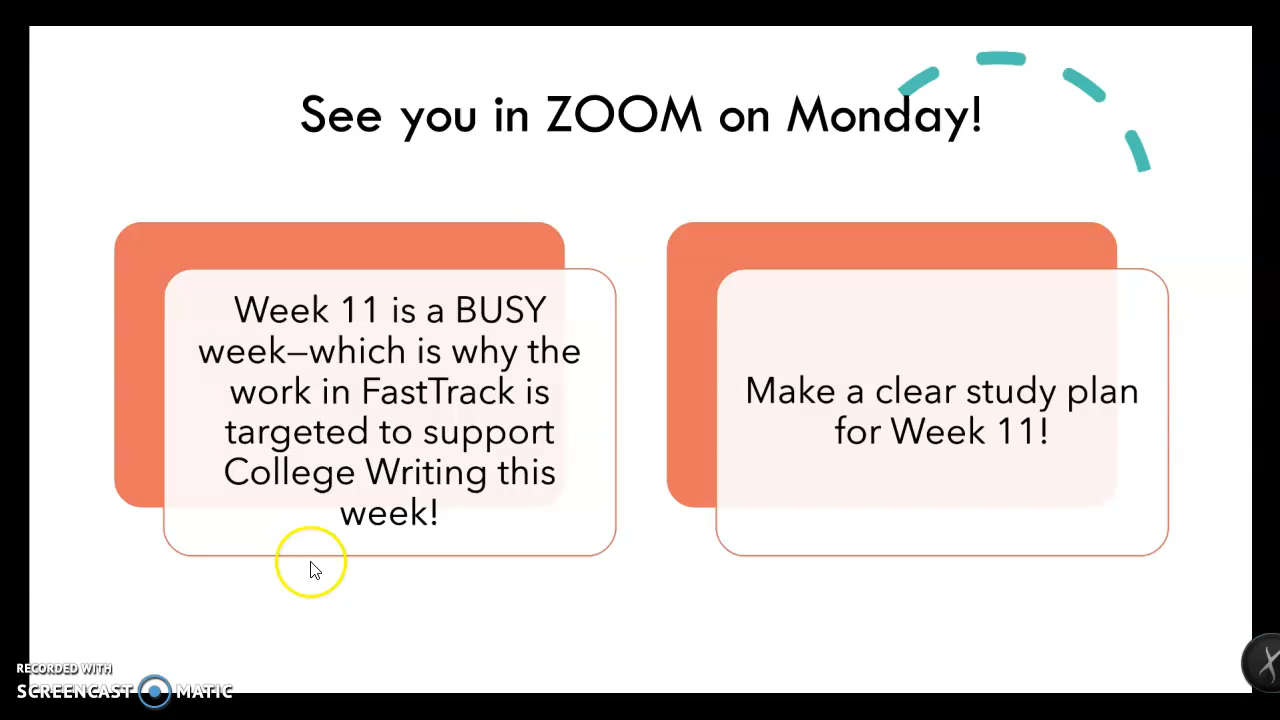 See you in ZOOM on Monday!
Week 11 is a BUSY
week—which is why the
work in FastTrack is
targeted to support
College Writing this
week!
Make a clear study plan
for Week 11!
RECORDED WITH
SCREENCAST MATIC